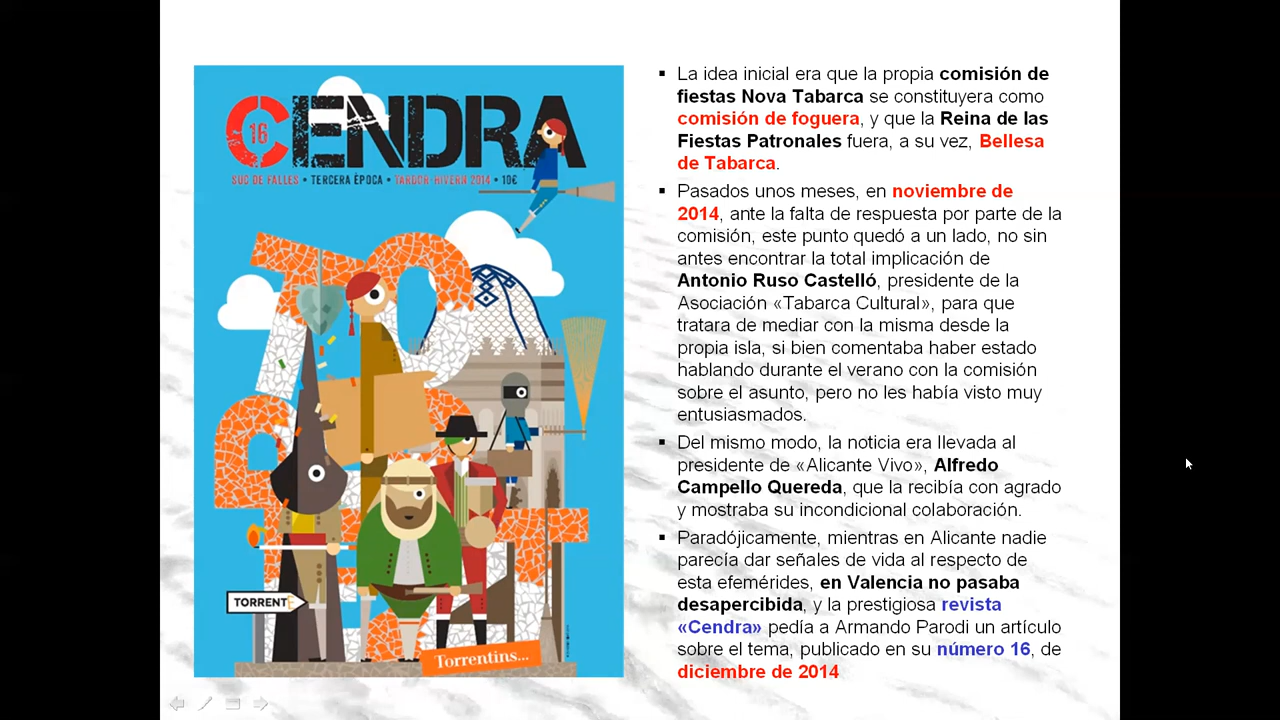 CENDRA
16
SUC DE FALLES • TERCERA ÈPOCA • TARDOR-HIVERN 2014 • 10€
TORRENT
Torrentins...
▪ La idea inicial era que la propia comisión de
fiestas Nova Tabarca se constituyera como
comisión de foguera, y que la Reina de las
Fiestas Patronales fuera, a su vez, Bellesa
de Tabarca.
▪ Pasados unos meses, en noviembre de
2014, ante la falta de respuesta por parte de la
comisión, este punto quedó a un lado, no sin
antes encontrar la total implicación de
Antonio Ruso Castelló, presidente de la
Asociación «Tabarca Cultural», para que
tratara de mediar con la misma desde la
propia isla, si bien comentaba haber estado
hablando durante el verano con la comisión
sobre el asunto, pero no les había visto muy
entusiasmados.
▪ Del mismo modo, la noticia era llevada al
presidente de «Alicante Vivo», Alfredo
Campello Quereda, que la recibía con agrado
y mostraba su incondicional colaboración.
▪ Paradójicamente, mientras en Alicante nadie
parecía dar señales de vida al respecto de
esta efemérides, en Valencia no pasaba
desapercibida, y la prestigiosa revista
«Cendra» pedía a Armando Parodi un artículo
sobre el tema, publicado en su número 16, de
diciembre de 2014